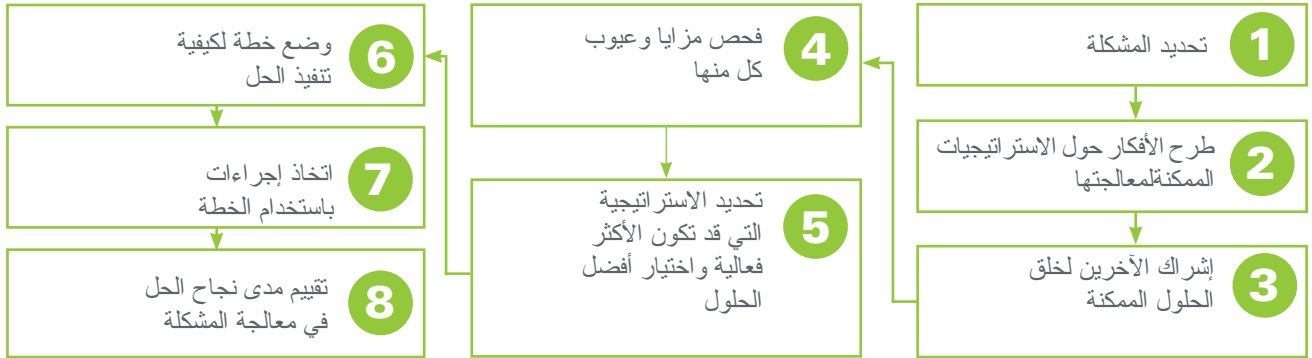 1
تحديد المشكلة
2
طرح الأفكار حول الاستراتيجيات
الممكنةلمعالجتها
3
إشراك الآخرين لخلق
الحلول الممكنة
4
فحص مزايا وعيوب
كل منها
5
تحديد الاستراتيجية
التي قد تكون الأكثر
فعالية واختيار أفضل
الحلول
6
وضع خطة لكيفية
تنفيذ الحل
7
اتخاذ إجراءات
باستخدام الخطة
8
تقييم مدى نجاح الحل
في معالجة المشكلة